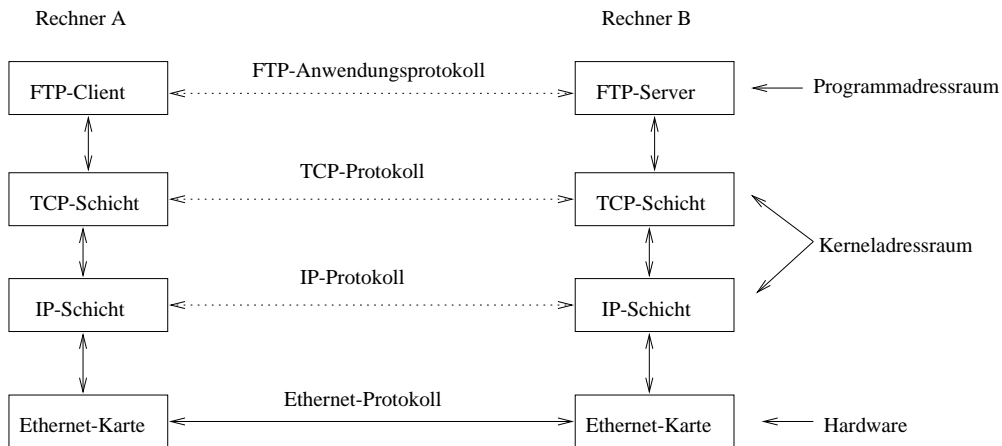 Rechner A
Rechner B
FTP-Anwendungsprotokoll
FTP-Client
FTP-Server
Programmadressraum
TCP-Protokoll
TCP-Schicht
TCP-Schicht
Kerneladressraum
IP-Protokoll
IP-Schicht
IP-Schicht
Ethernet-Protokoll
Ethernet-Karte
Ethernet-Karte
Hardware